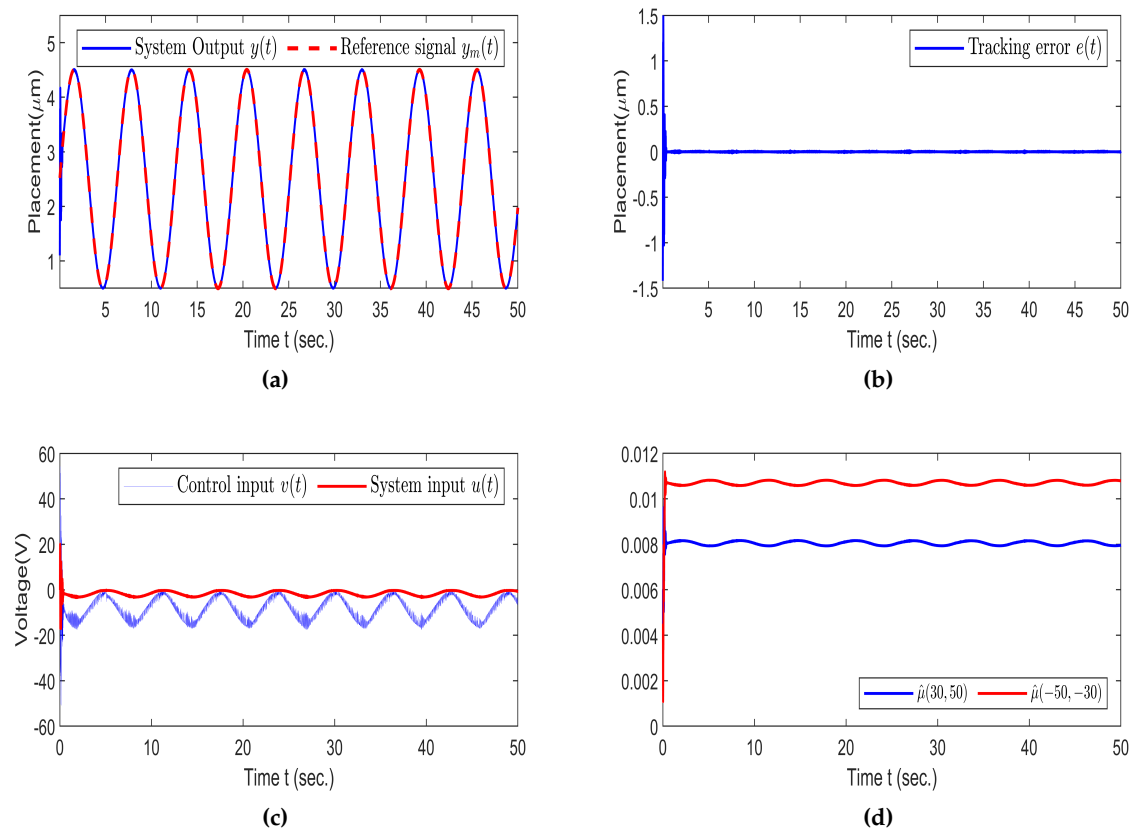 System Output y(t) Reference signal y_m(t)
5
4
3
2
1
Placement(μm)
5 10 15 20 25 30 35 40 45 50
Time t (sec.)
(a)
Tracking error e(t)
1.5
1
0.5
0
-0.5
-1
-1.5
Placement(μm)
5 10 15 20 25 30 35 40 45 50
Time t (sec.)
(b)
Control input v(t) System input u(t)
60
40
20
0
-20
-40
-60
Voltage(V)
0 10 20 30 40 50
Time t (sec.)
(c)
0.012
0.01
0.008
0.006
0.004
0.002
0
μ̂(30, 50) μ̂(−50, −30)
0 10 20 30 40 50
Time t (sec.)
(d)